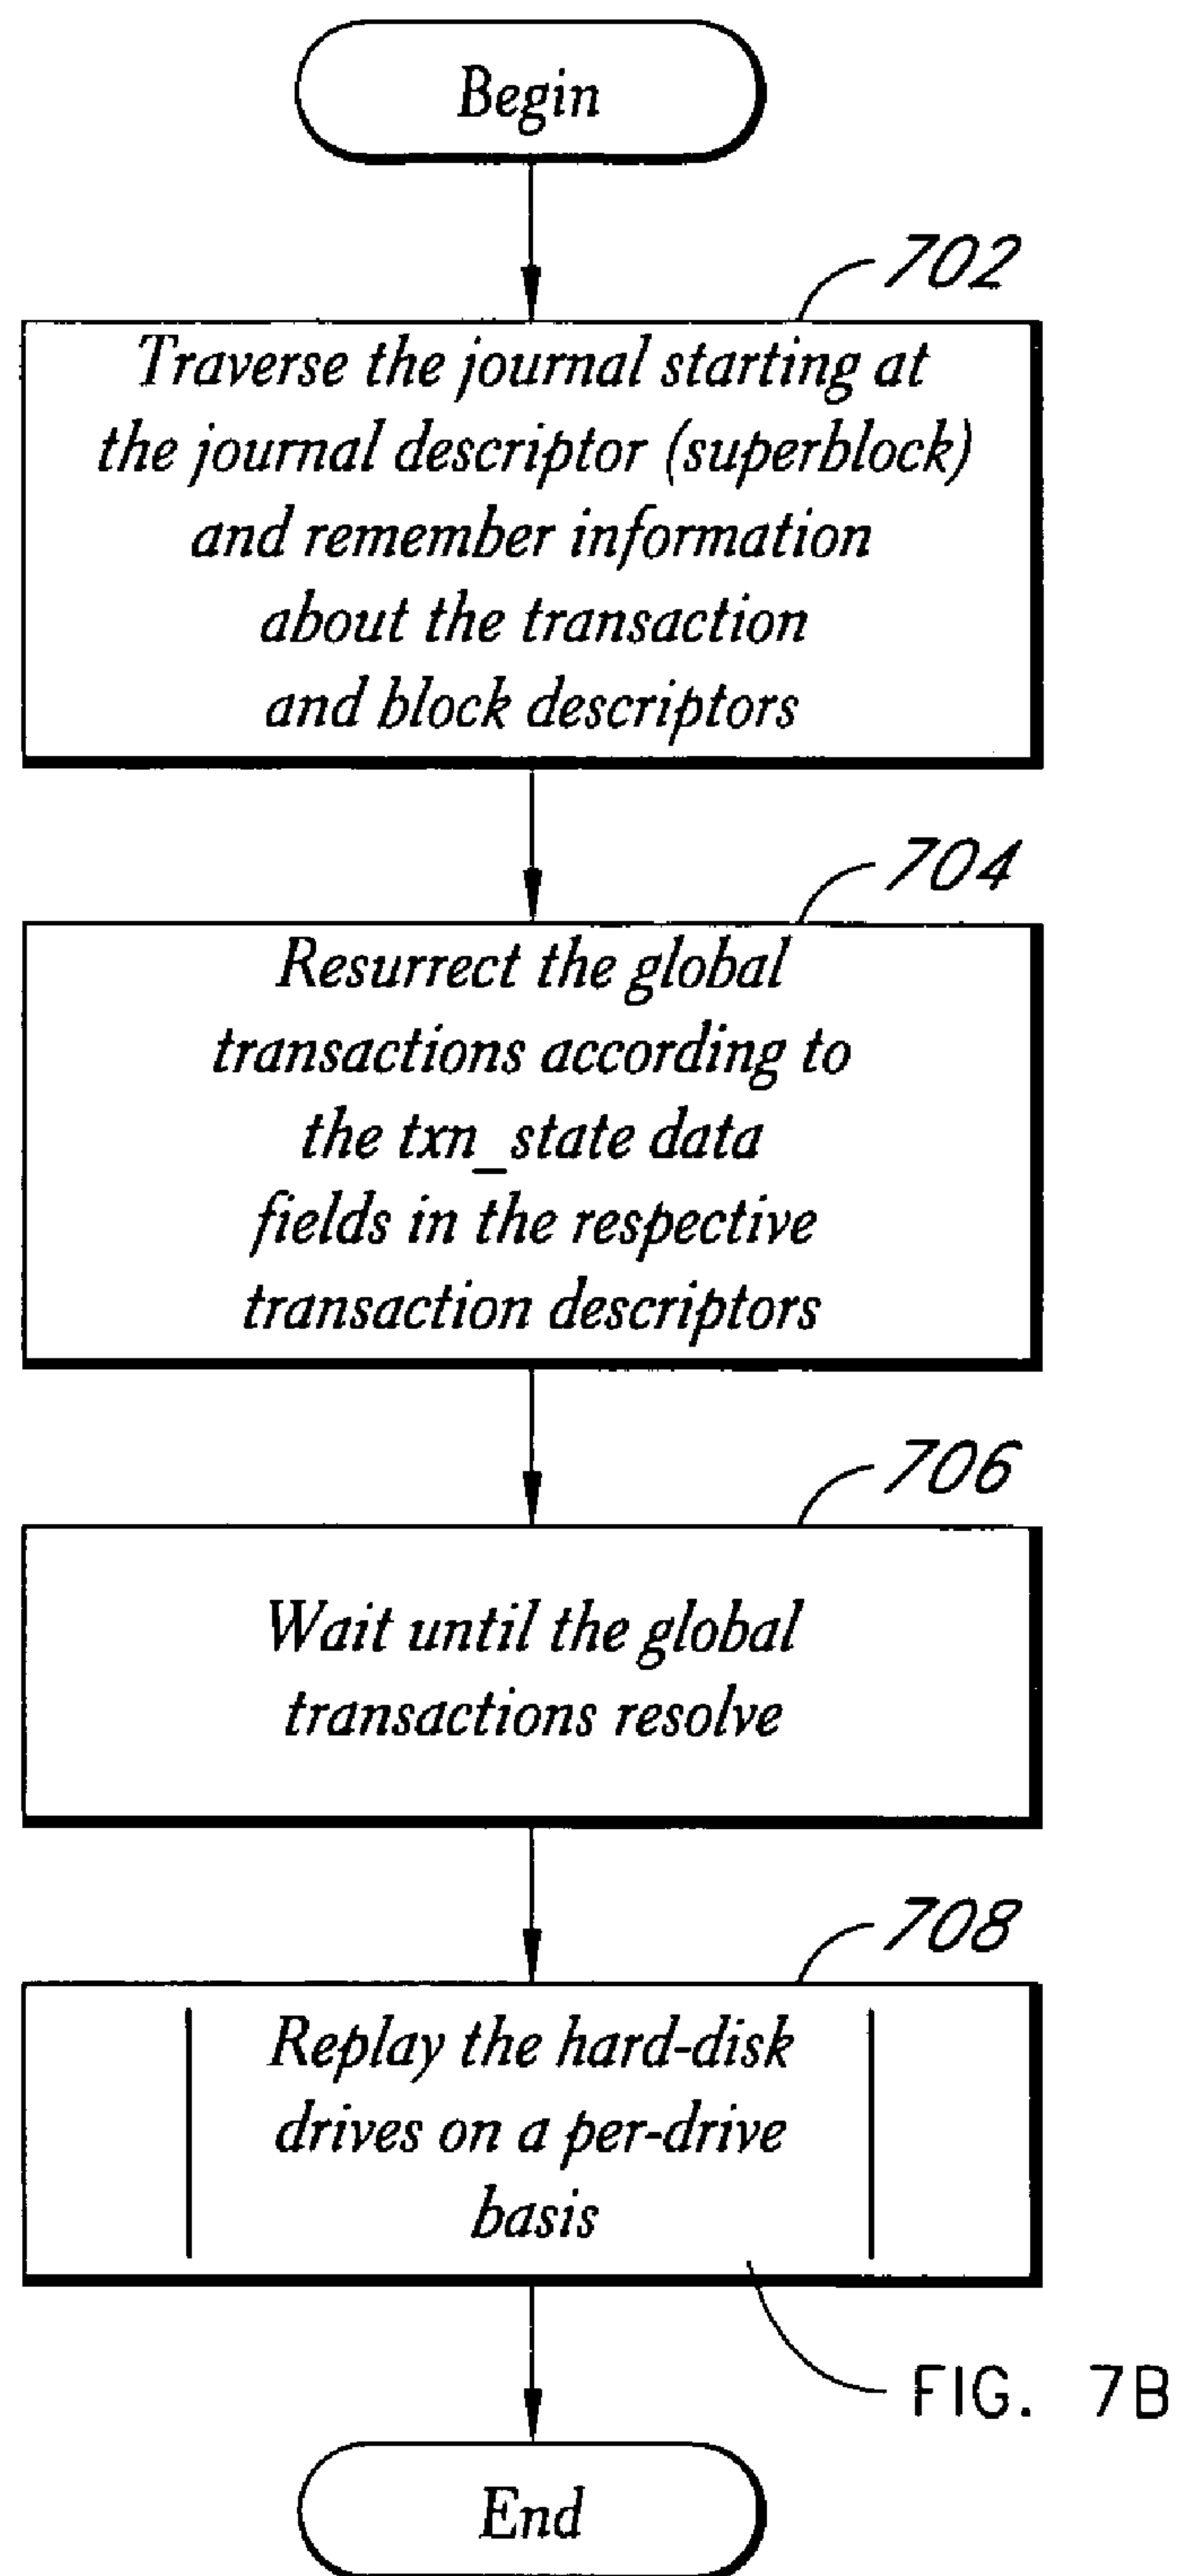 Begin
702
Traverse the journal starting at
the journal descriptor (superblock)
and remember information
about the transaction
and block descriptors
704
Resurrect the global
transactions according to
the txn_state data
fields in the respective
transaction descriptors
706
Wait until the global
transactions resolve
708
Replay the hard-disk
drives on a per-drive
basis
FIG. 7B
End